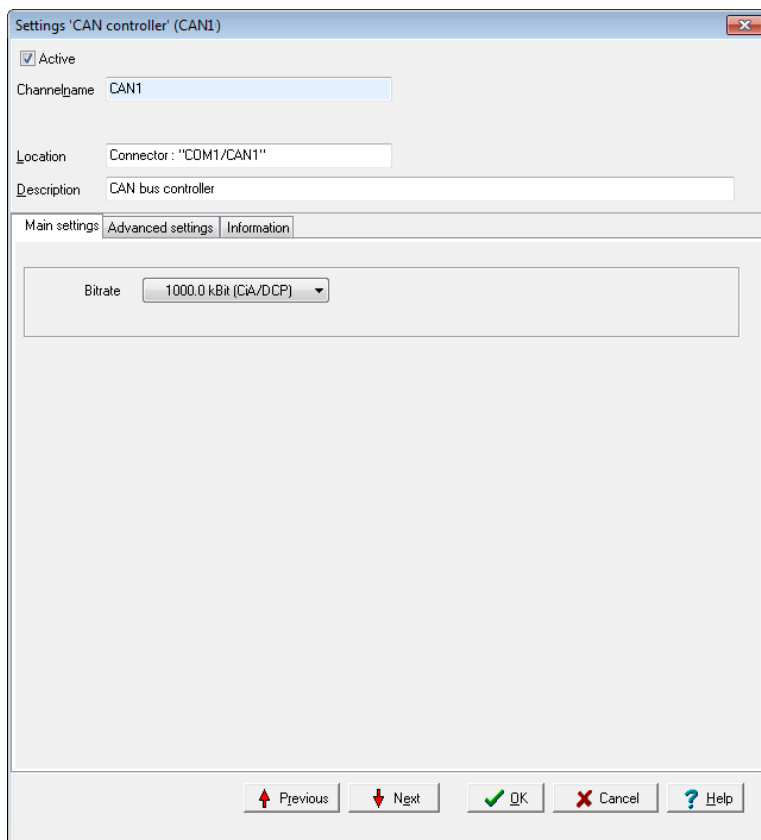 Settings 'CAN controller' (CAN1)
Active
Channelname CAN1
Location Connector : "COM1/CAN1"
Description CAN bus controller
Main settings Advanced settings Information
Bitrate 1000.0 kBit (CiA/DCP)
Previous Next OK Cancel ? Help